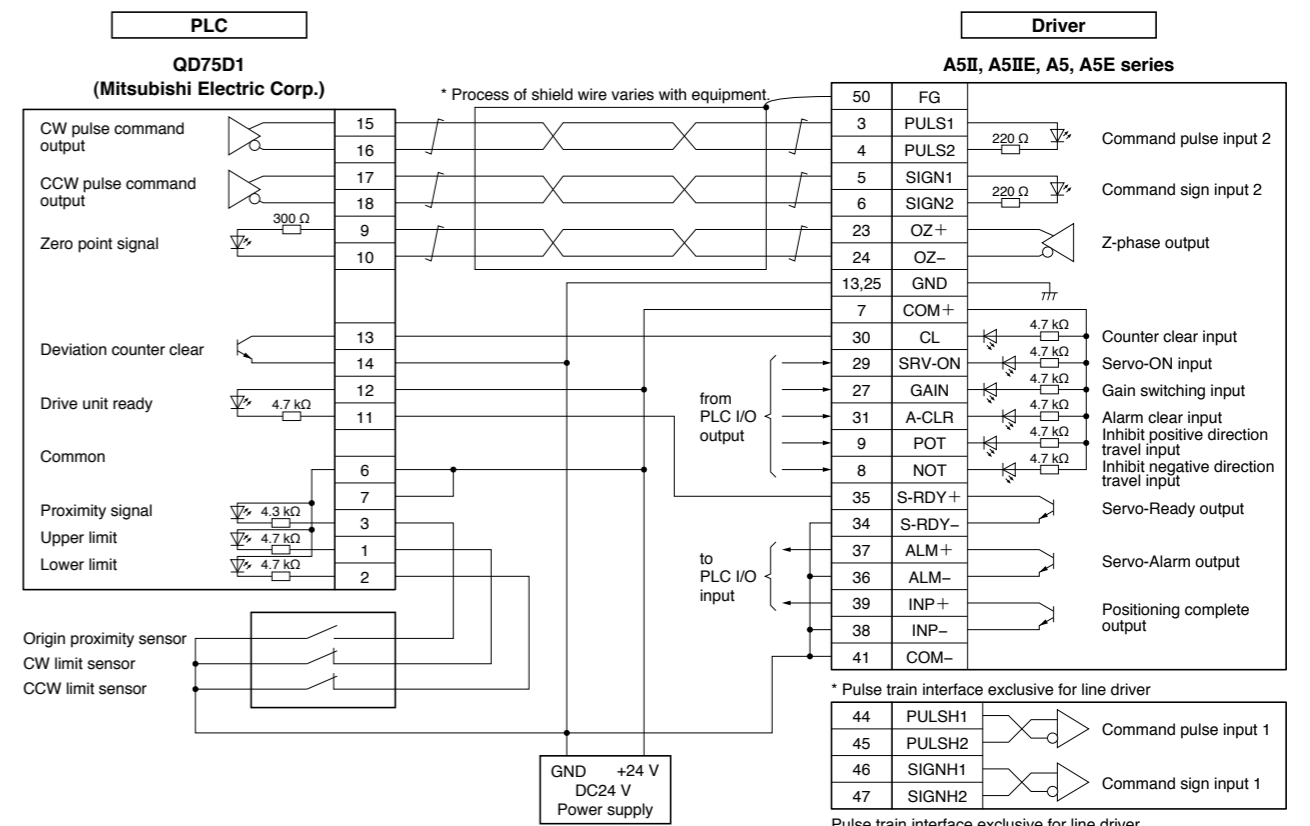 PLC
Driver
QD75D1
(Mitsubishi Electric Corp.)
A5II, A5IIE, A5, A5E series
* Process of shield wire varies with equipment.
CW pulse command
output
15
16
CCW pulse command
output
17
18
Zero point signal
300 Ω
9
10
Deviation counter clear
13
14
Drive unit ready
4.7 kΩ
12
11
Common
6
7
Proximity signal
4.3 kΩ
3
Upper limit
4.7 kΩ
1
Lower limit
4.7 kΩ
2
Origin proximity sensor
CW limit sensor
CCW limit sensor
GND +24 V
DC24 V
Power supply
from
PLC I/O
output
to
PLC I/O
input
50 FG
3 PULS1
4 PULS2
220 Ω
Command pulse input 2
5 SIGN1
6 SIGN2
220 Ω
Command sign input 2
23 OZ+
24 OZ−
Z-phase output
13,25 GND
7 COM+
30 CL 4.7 kΩ Counter clear input
29 SRV-ON 4.7 kΩ Servo-ON input
27 GAIN 4.7 kΩ Gain switching input
31 A-CLR 4.7 kΩ Alarm clear input
9 POT 4.7 kΩ Inhibit positive direction
travel input
8 NOT 4.7 kΩ Inhibit negative direction
travel input
35 S-RDY+
34 S-RDY−
Servo-Ready output
37 ALM+
36 ALM−
Servo-Alarm output
39 INP+
38 INP−
Positioning complete
output
41 COM−
* Pulse train interface exclusive for line driver
44 PULSH1
45 PULSH2
Command pulse input 1
46 SIGNH1
47 SIGNH2
Command sign input 1
Pulse train interface exclusive for line driver